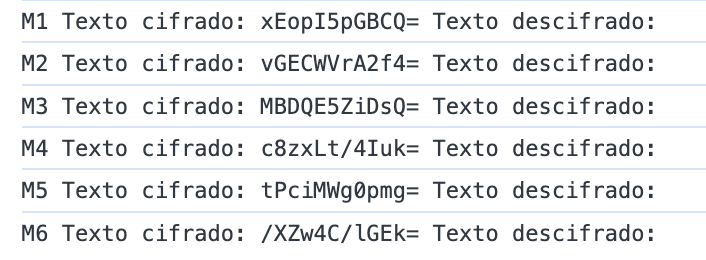 M1 Texto cifrado: xEopI5pGBCQ= Texto descifrado:
M2 Texto cifrado: vGECWVrA2f4= Texto descifrado:
M3 Texto cifrado: MBDQE5ZiDsQ= Texto descifrado:
M4 Texto cifrado: c8zxLt/4Iuk= Texto descifrado:
M5 Texto cifrado: tPciMWg0pmg= Texto descifrado:
M6 Texto cifrado: /XZw4C/lGEk= Texto descifrado: